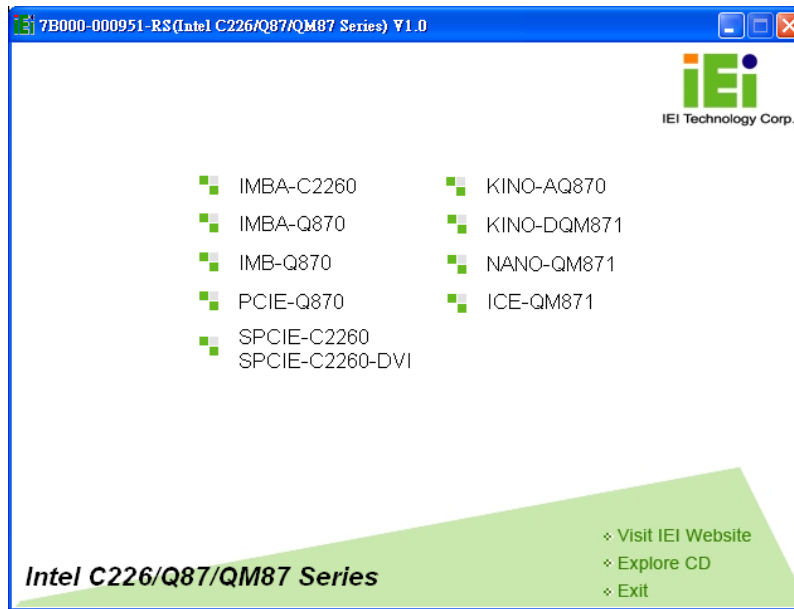 7B000-000951-RS(Intel C226/Q87/QM87 Series) V1.0
iEi
IEI Technology Corp.
IMBA-C2260
IMBA-Q870
IMB-Q870
PCIE-Q870
SPCIE-C2260
SPCIE-C2260-DVI
KINO-AQ870
KINO-DQM871
NANO-QM871
ICE-QM871
Intel C226/Q87/QM87 Series
Visit IEI Website
Explore CD
Exit